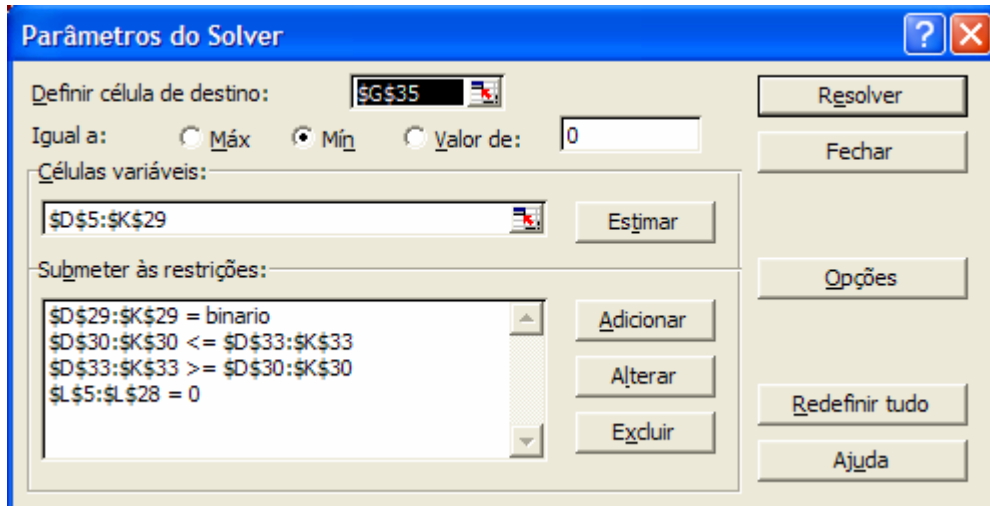 Parâmetros do Solver
Definir célula de destino: $G$35
Resolver
Igual a: Máx Mín Valor de: 0
Fechar
Células variáveis:
$D$5:$K$29
Estimar
Submeter às restrições:
Opções
$D$29:$K$29 = binario
Adicionar
$D$30:$K$30 <= $D$33:$K$33
$D$33:$K$33 >= $D$30:$K$30
Alterar
$L$5:$L$28 = 0
Redefinir tudo
Excluir
Ajuda